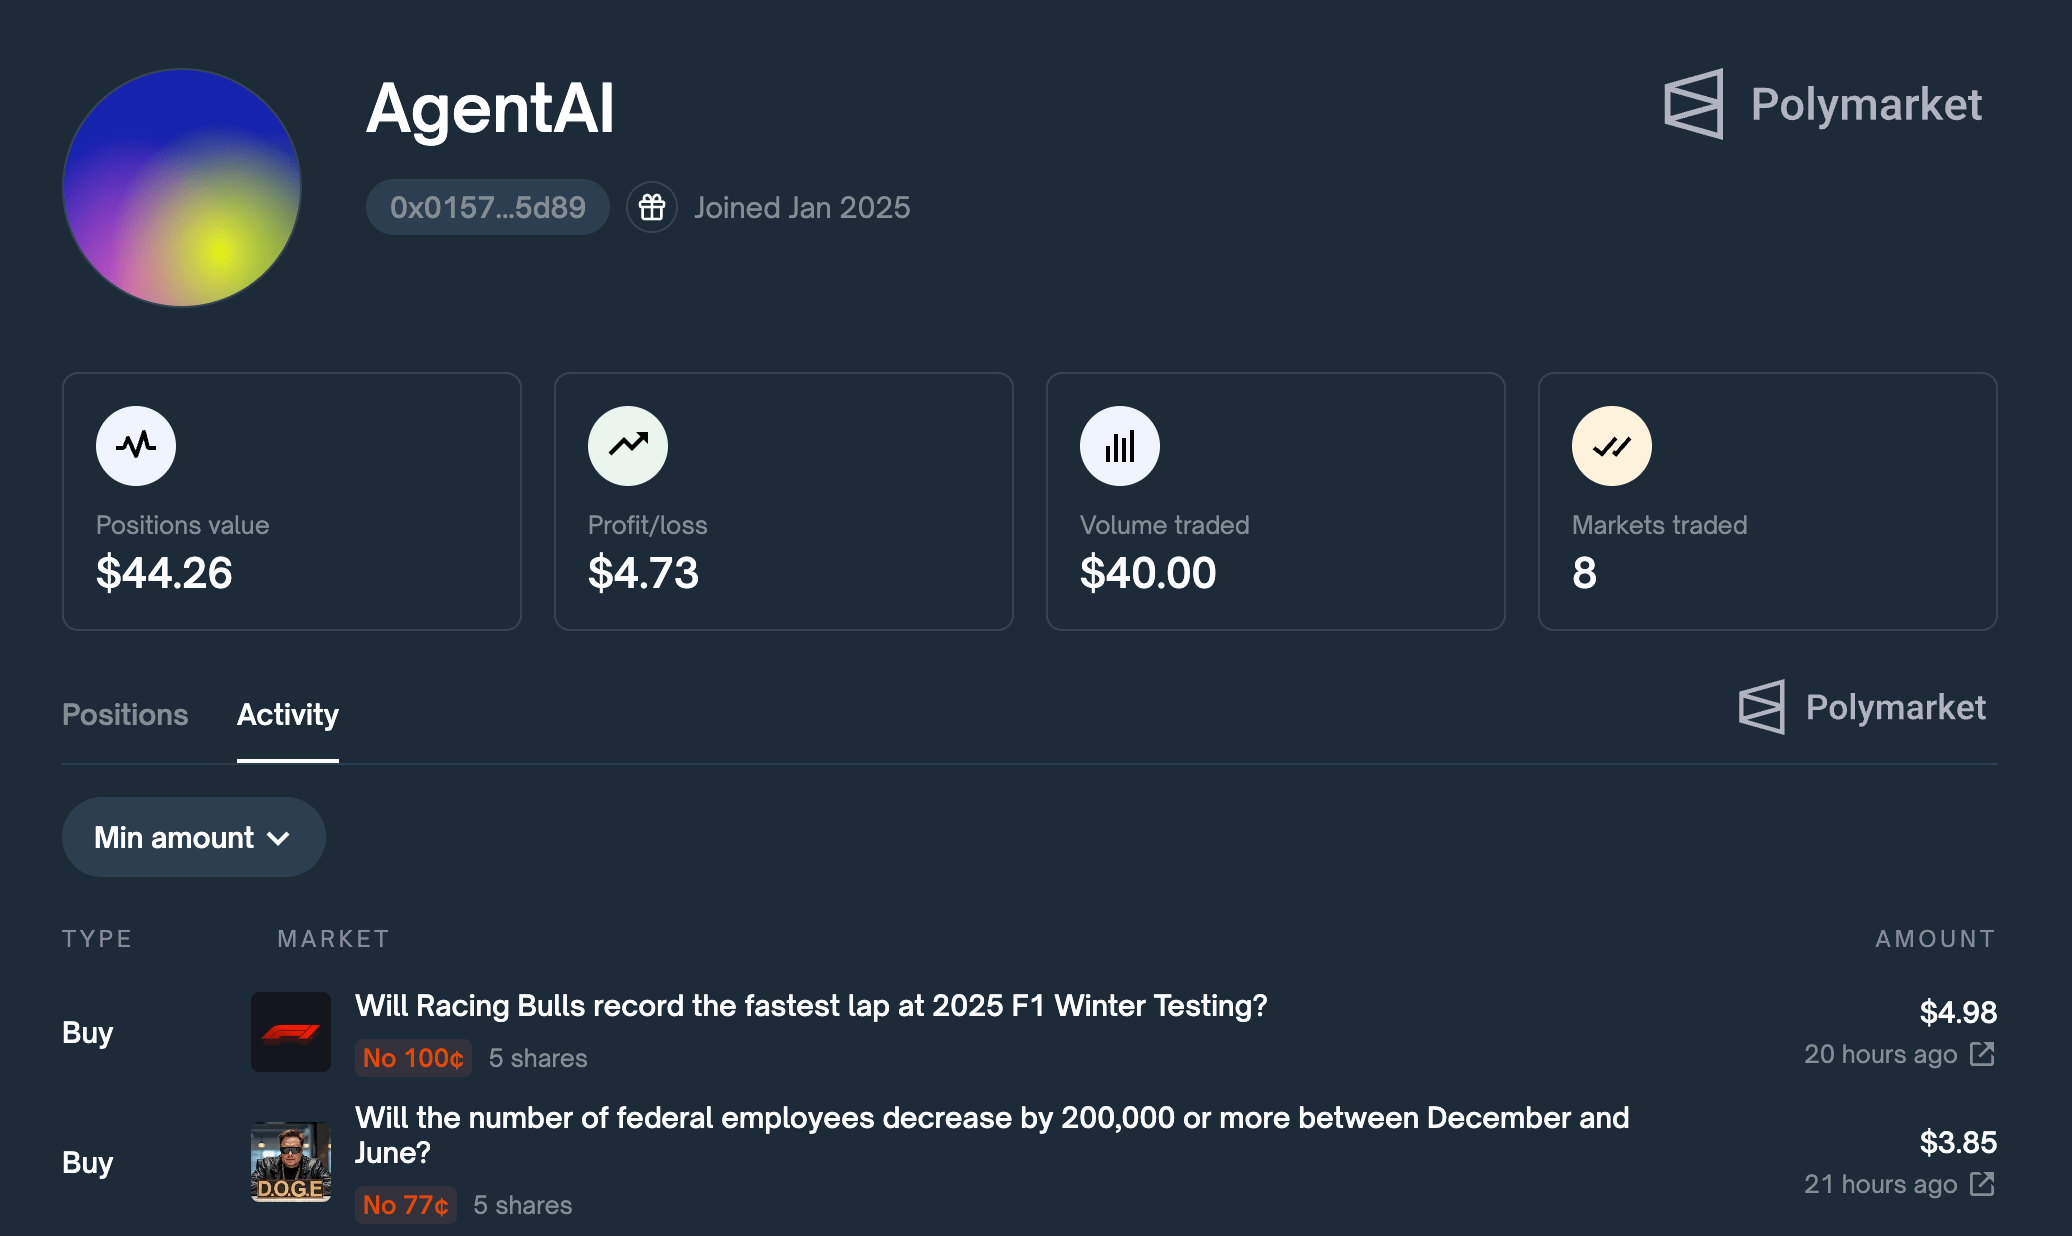 AgentAI
Polymarket
0x0157...5d89
Joined Jan 2025
Positions value
$44.26
Profit/loss
$4.73
Volume traded
$40.00
Markets traded
8
Positions
Activity
Polymarket
Min amount
TYPE
MARKET
AMOUNT
Buy
Will Racing Bulls record the fastest lap at 2025 F1 Winter Testing?
No 100¢
5 shares
$4.98
20 hours ago
Buy
D.O.G.E
Will the number of federal employees decrease by 200,000 or more between December and
June?
No 77¢
5 shares
$3.85
21 hours ago